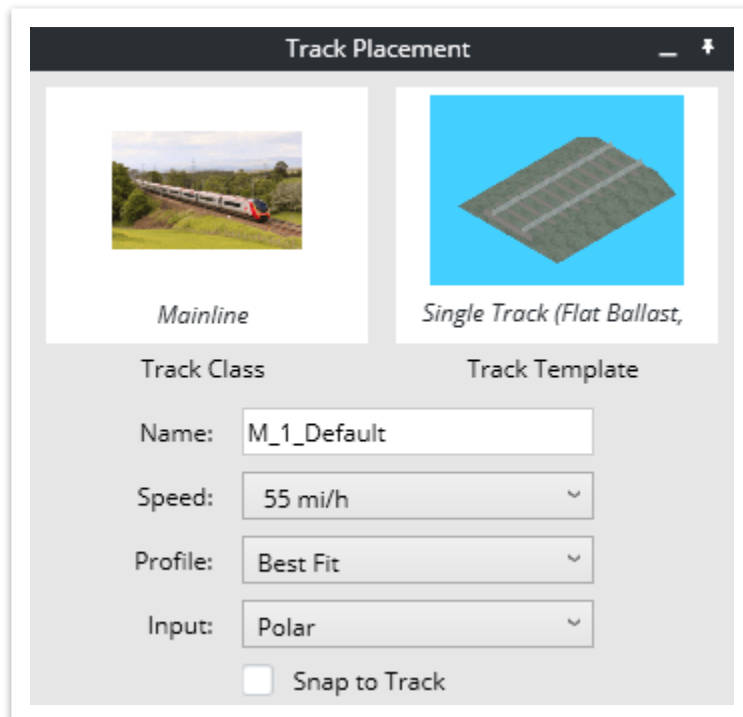 Track Placement
Mainline
Single Track (Flat Ballast,
Track Class
Track Template
Name: M_1_Default
Speed: 55 mi/h
Profile: Best Fit
Input: Polar
Snap to Track